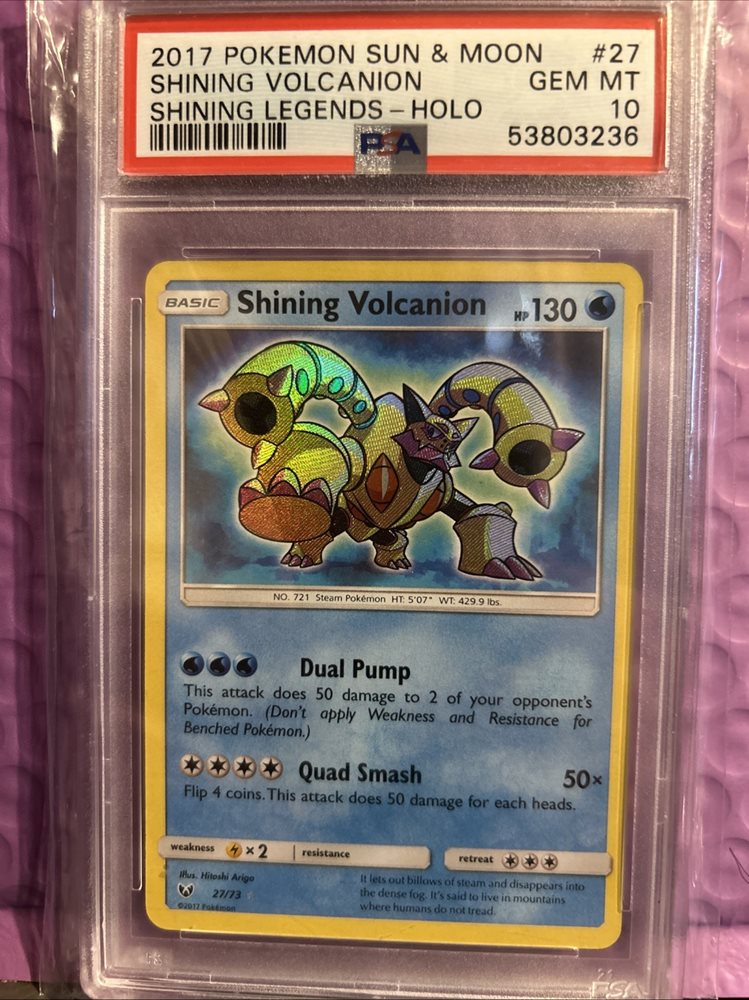 2017 POKEMON SUN & MOON #27
SHINING VOLCANION GEM MT
SHINING LEGENDS – HOLO 10
53803236
PSA
BASIC Shining Volcanion HP 130
NO. 721 Steam Pokémon HT: 5'07" WT: 429.9 lbs.
Dual Pump
This attack does 50 damage to 2 of your opponent's
Pokémon. (Don't apply Weakness and Resistance for
Benched Pokémon.)
Quad Smash 50×
Flip 4 coins. This attack does 50 damage for each heads.
weakness ×2 resistance retreat
Illus. Hitoshi Ariga
27/73
©2017 Pokémon
It lets out billows of steam and disappears into
the dense fog. It's said to live in mountains
where humans do not tread.